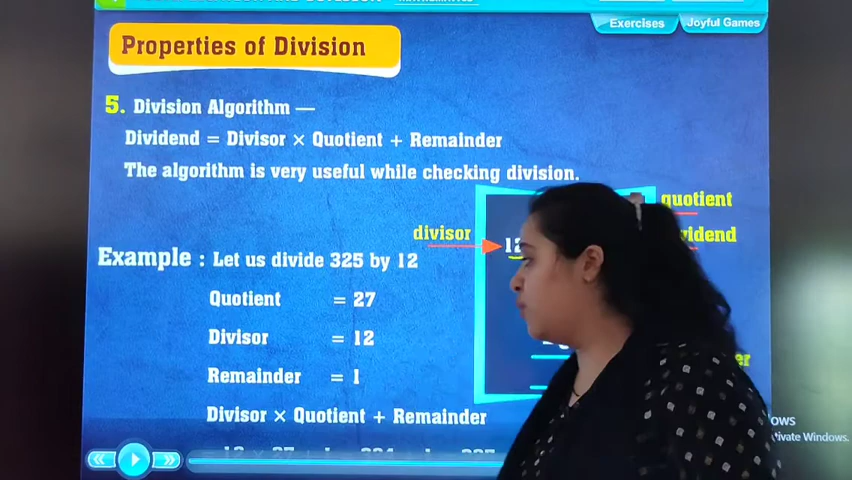 Exercises
Joyful Games
Properties of Division
5. Division Algorithm —
Dividend = Divisor × Quotient + Remainder
The algorithm is very useful while checking division.
quotient
divisor
12
Example : Let us divide 325 by 12
Quotient = 27
Divisor = 12
Remainder = 1
Divisor × Quotient + Remainder